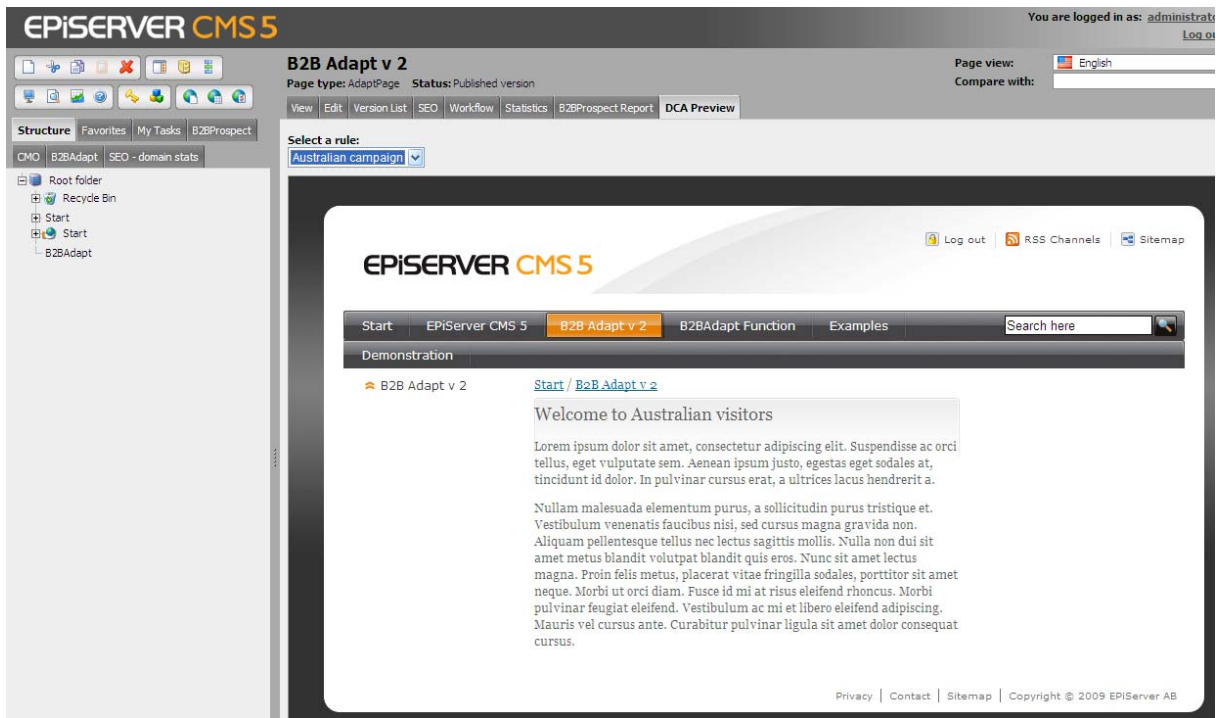 EPiSERVER CMS 5
You are logged in as: administrato
Log ou
B2B Adapt v 2
Page type: AdaptPage Status: Published version
Page view: English
Compare with:
View Edit Version List SEO Workflow Statistics B2BProspect Report DCA Preview
Structure Favorites My Tasks B2BProspect
CMO B2BAdapt SEO - domain stats
Root folder
Recycle Bin
Start
Start
B2BAdapt
Select a rule:
Australian campaign
Log out RSS Channels Sitemap
EPiSERVER CMS 5
Start EPiServer CMS 5 B2B Adapt v 2 B2BAdapt Function Examples Search here
Demonstration
B2B Adapt v 2
Start / B2B Adapt v 2
Welcome to Australian visitors
Lorem ipsum dolor sit amet, consectetur adipiscing elit. Suspendisse ac orci
tellus, eget vulputate sem. Aenean ipsum justo, egestas eget sodales at,
tincidunt id dolor. In pulvinar cursus erat, a ultrices lacus hendrerit a.
Nullam malesuada elementum purus, a sollicitudin purus tristique et.
Vestibulum venenatis faucibus nisi, sed cursus magna gravida non.
Aliquam pellentesque tellus nec lectus sagittis mollis. Nulla non dui sit
amet metus blandit volutpat blandit quis eros. Nunc sit amet lectus
magna. Proin felis metus, placerat vitae fringilla sodales, porttitor sit amet
neque. Morbi ut orci diam. Fusce id mi at risus eleifend rhoncus. Morbi
pulvinar feugiat eleifend. Vestibulum ac mi et libero eleifend adipiscing.
Mauris vel cursus ante. Curabitur pulvinar ligula sit amet dolor consequat
cursus.
Privacy | Contact | Sitemap | Copyright © 2009 EPiServer AB